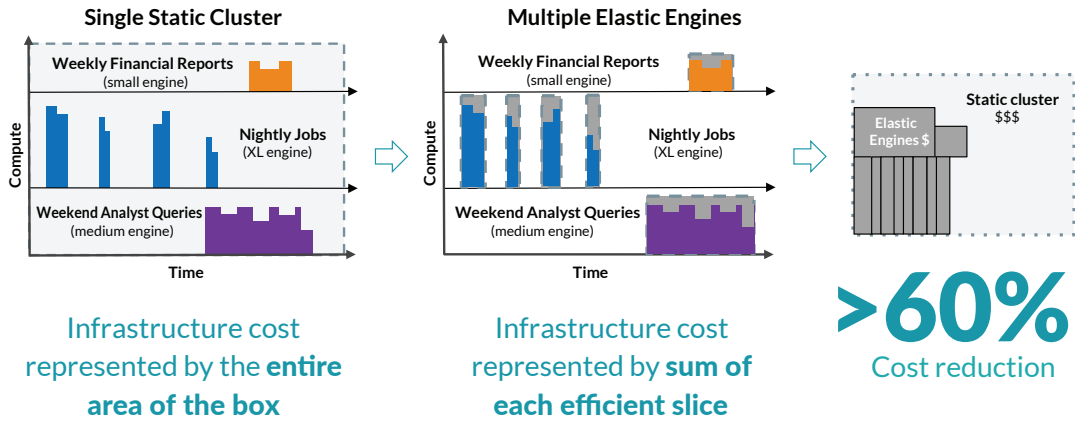 Single Static Cluster
Compute
Weekly Financial Reports
(small engine)
Nightly Jobs
(XL engine)
Weekend Analyst Queries
(medium engine)
Time
Infrastructure cost
represented by the entire
area of the box
Multiple Elastic Engines
Compute
Weekly Financial Reports
(small engine)
Nightly Jobs
(XL engine)
Weekend Analyst Queries
(medium engine)
Time
Infrastructure cost
represented by sum of
each efficient slice
Static cluster
$$$
Elastic
Engines $
>60%
Cost reduction